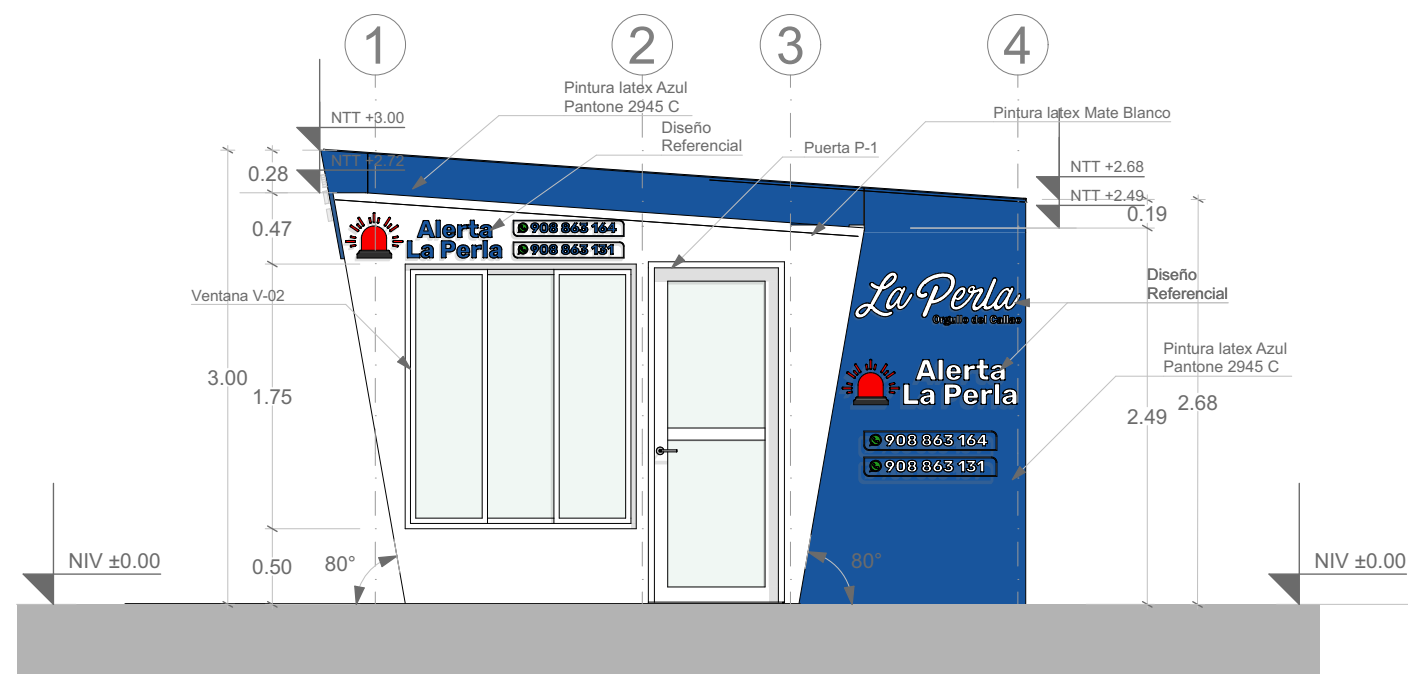 1
2
3
4
Pintura latex Azul
Pantone 2945 C
Pintura latex Mate Blanco
NTT +3.00
Diseño
Referencial
Puerta P-1
NTT +2.72
NTT +2.68
0.28
NTT +2.49
0.19
0.47
Alerta
La Perla
908 863 164
908 863 131
Ventana V-02
La Perla
Orgullo del Callao
Diseño
Referencial
Pintura latex Azul
Pantone 2945 C
Alerta
La Perla
3.00
1.75
2.49
2.68
908 863 164
908 863 131
NIV ±0.00
0.50
80°
80°
NIV ±0.00